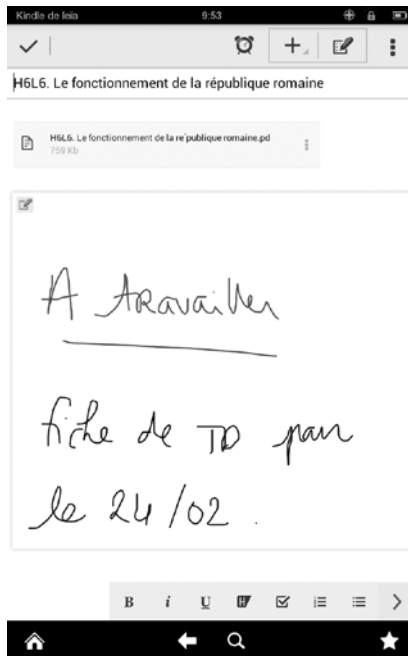 Kindle de leia 9:53
H6L6. Le fonctionnement de la république romaine
H6L6. Le fonctionnement de la re´publique romaine.pd
759 Kb
A travailler
fiche de TD pour
le 24/02.
B i U H